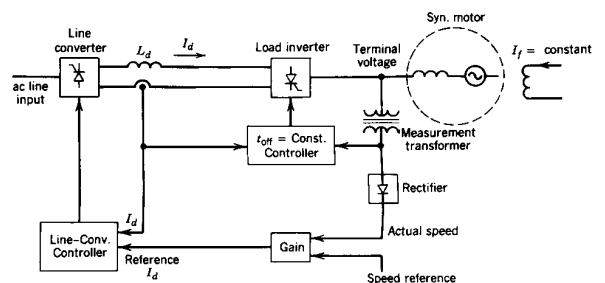 Line
converter
L_d
I_d
Load inverter
Terminal
voltage
Syn. motor
I_f = constant
ac line
input
t_off = Const.
Controller
Measurement
transformer
Rectifier
I_d
Line–Conv.
Controller
Reference
I_d
Gain
Actual speed
Speed reference